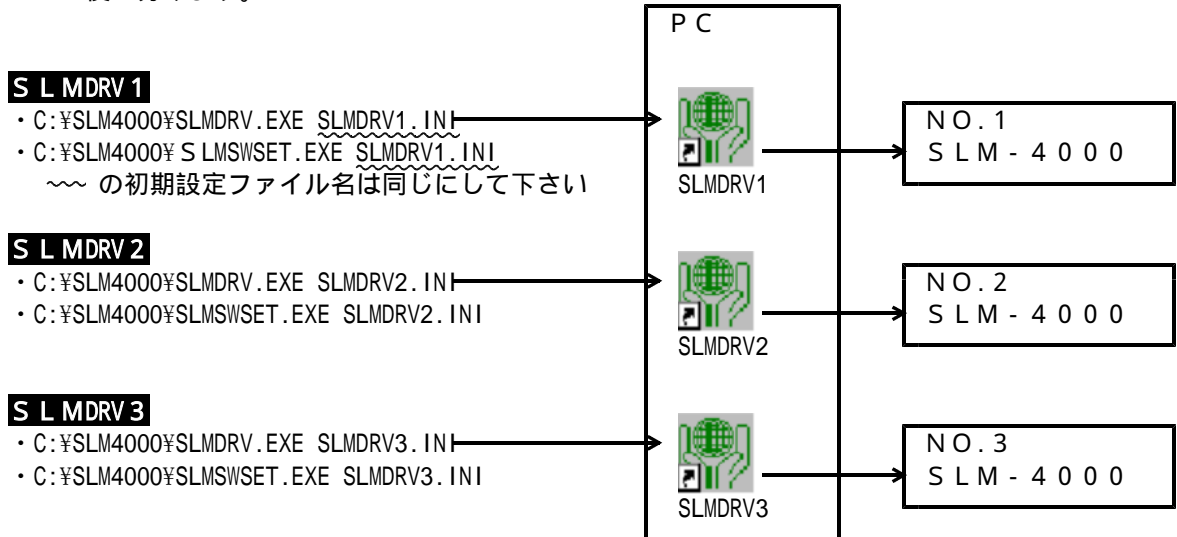 PC
SLMDRV1
・C:¥SLM4000¥SLMDRV.EXE SLMDRV1.INI
・C:¥SLM4000¥SLMSWSET.EXE SLMDRV1.INI
~~ の初期設定ファイル名は同じにして下さい
SLMDRV1
NO.1
SLM-4000
SLMDRV2
・C:¥SLM4000¥SLMDRV.EXE SLMDRV2.INI
・C:¥SLM4000¥SLMSWSET.EXE SLMDRV2.INI
SLMDRV2
NO.2
SLM-4000
SLMDRV3
・C:¥SLM4000¥SLMDRV.EXE SLMDRV3.INI
・C:¥SLM4000¥SLMSWSET.EXE SLMDRV3.INI
SLMDRV3
NO.3
SLM-4000